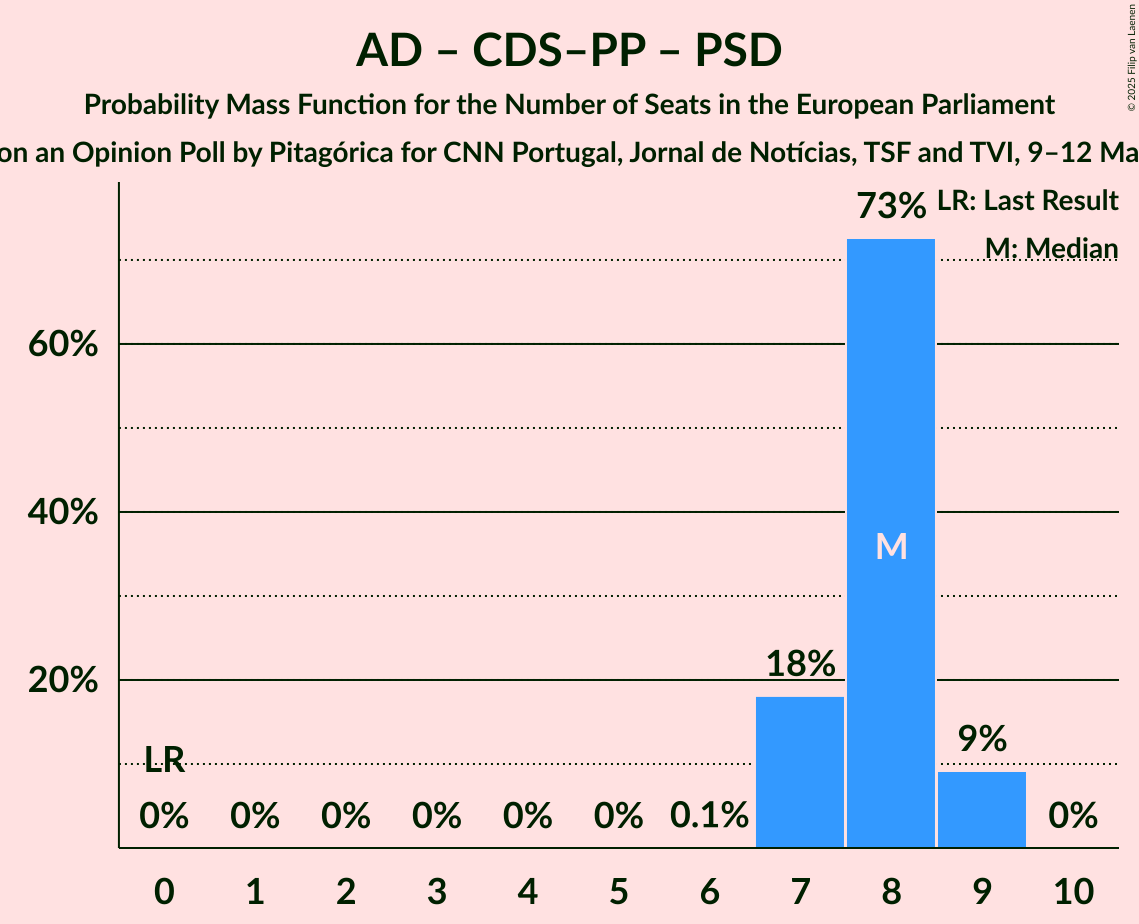 AD – CDS–PP – PSD
Probability Mass Function for the Number of Seats in the European Parliament
on an Opinion Poll by Pitagórica for CNN Portugal, Jornal de Notícias, TSF and TVI, 9–12 Ma
© 2025 Filip van Laenen
LR: Last Result
M: Median
73%
60%
40%
M
20%
18%
9%
LR
0% 0% 0% 0% 0% 0% 0.1% 0%
0 1 2 3 4 5 6 7 8 9 10